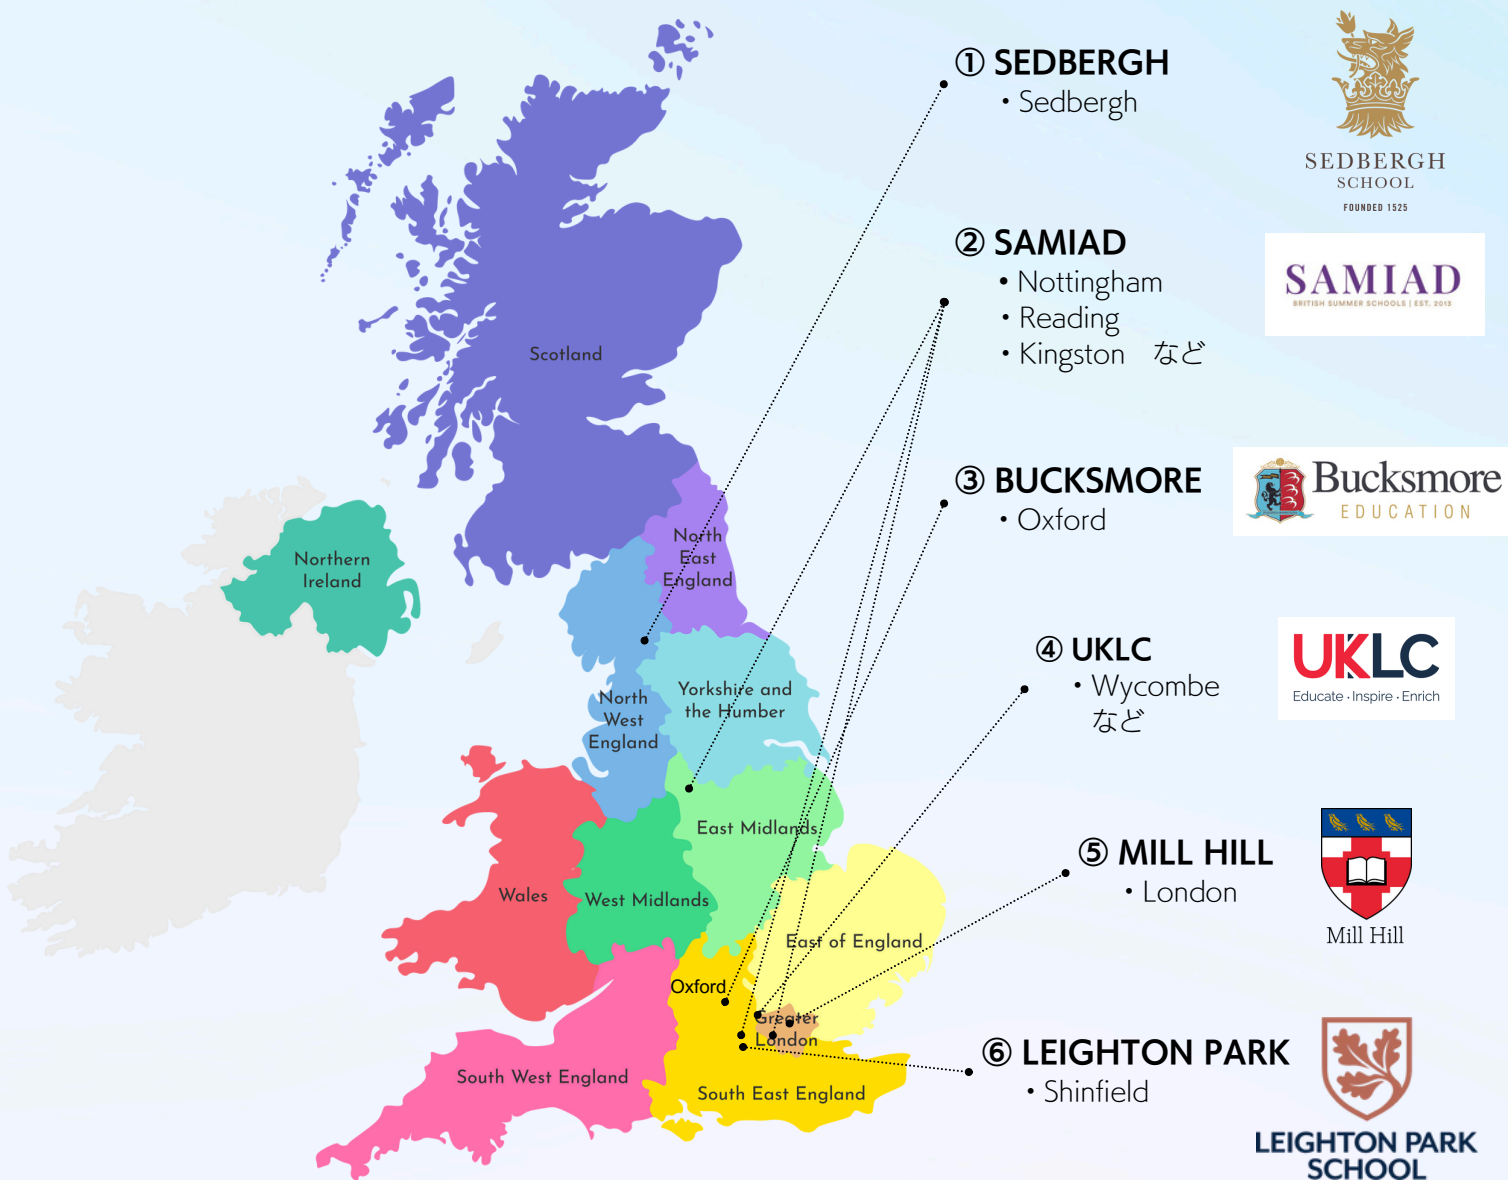 ① SEDBERGH
・Sedbergh
SEDBERGH
SCHOOL
FOUNDED 1525
② SAMIAD
・Nottingham
・Reading
・Kingston　など
SAMIAD
BRITISH SUMMER SCHOOLS | EST. 2013
③ BUCKSMORE
・Oxford
Bucksmore
EDUCATION
④ UKLC
・Wycombe
など
UKLC
Educate · Inspire · Enrich
⑤ MILL HILL
・London
Mill Hill
⑥ LEIGHTON PARK
・Shinfield
LEIGHTON PARK
SCHOOL
Scotland
Northern
Ireland
North
East
England
North
West
England
Yorkshire and
the Humber
East Midlands
West Midlands
Wales
East of England
Oxford
Greater
London
South West England
South East England